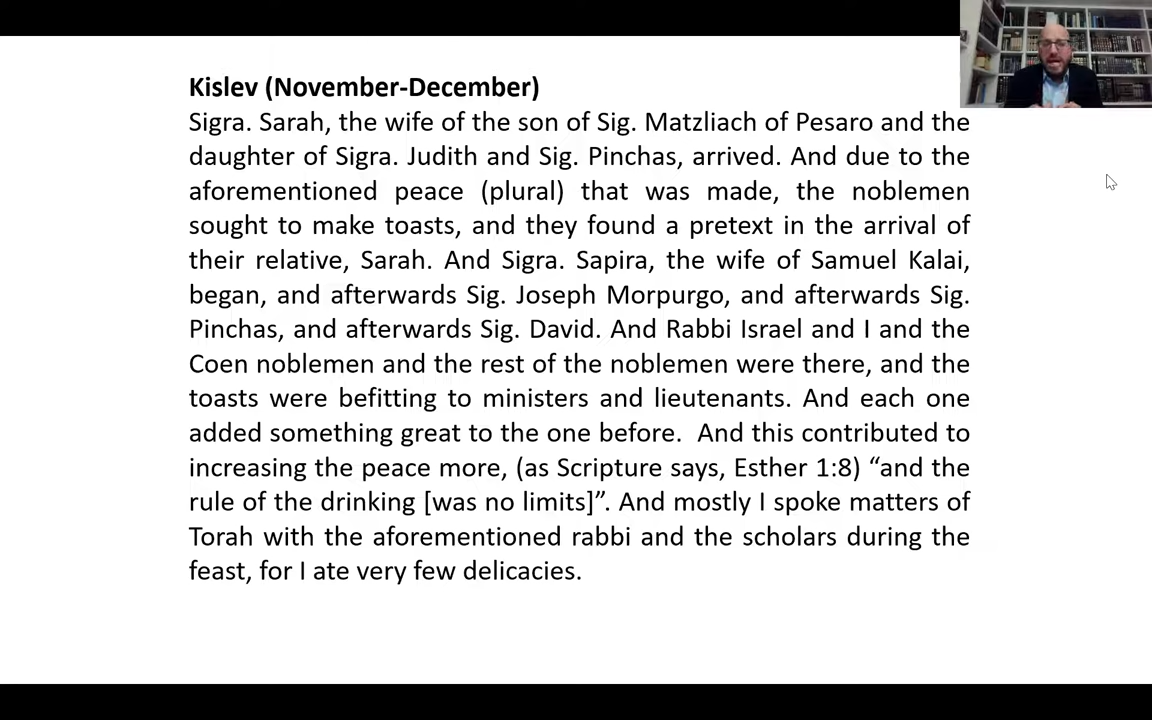 Kislev (November-December)
Sigra. Sarah, the wife of the son of Sig. Matzliach of Pesaro and the
daughter of Sigra. Judith and Sig. Pinchas, arrived. And due to the
aforementioned peace (plural) that was made, the noblemen
sought to make toasts, and they found a pretext in the arrival of
their relative, Sarah. And Sigra. Sapira, the wife of Samuel Kalai,
began, and afterwards Sig. Joseph Morpurgo, and afterwards Sig.
Pinchas, and afterwards Sig. David. And Rabbi Israel and I and the
Coen noblemen and the rest of the noblemen were there, and the
toasts were befitting to ministers and lieutenants. And each one
added something great to the one before. And this contributed to
increasing the peace more, (as Scripture says, Esther 1:8) “and the
rule of the drinking [was no limits]”. And mostly I spoke matters of
Torah with the aforementioned rabbi and the scholars during the
feast, for I ate very few delicacies.